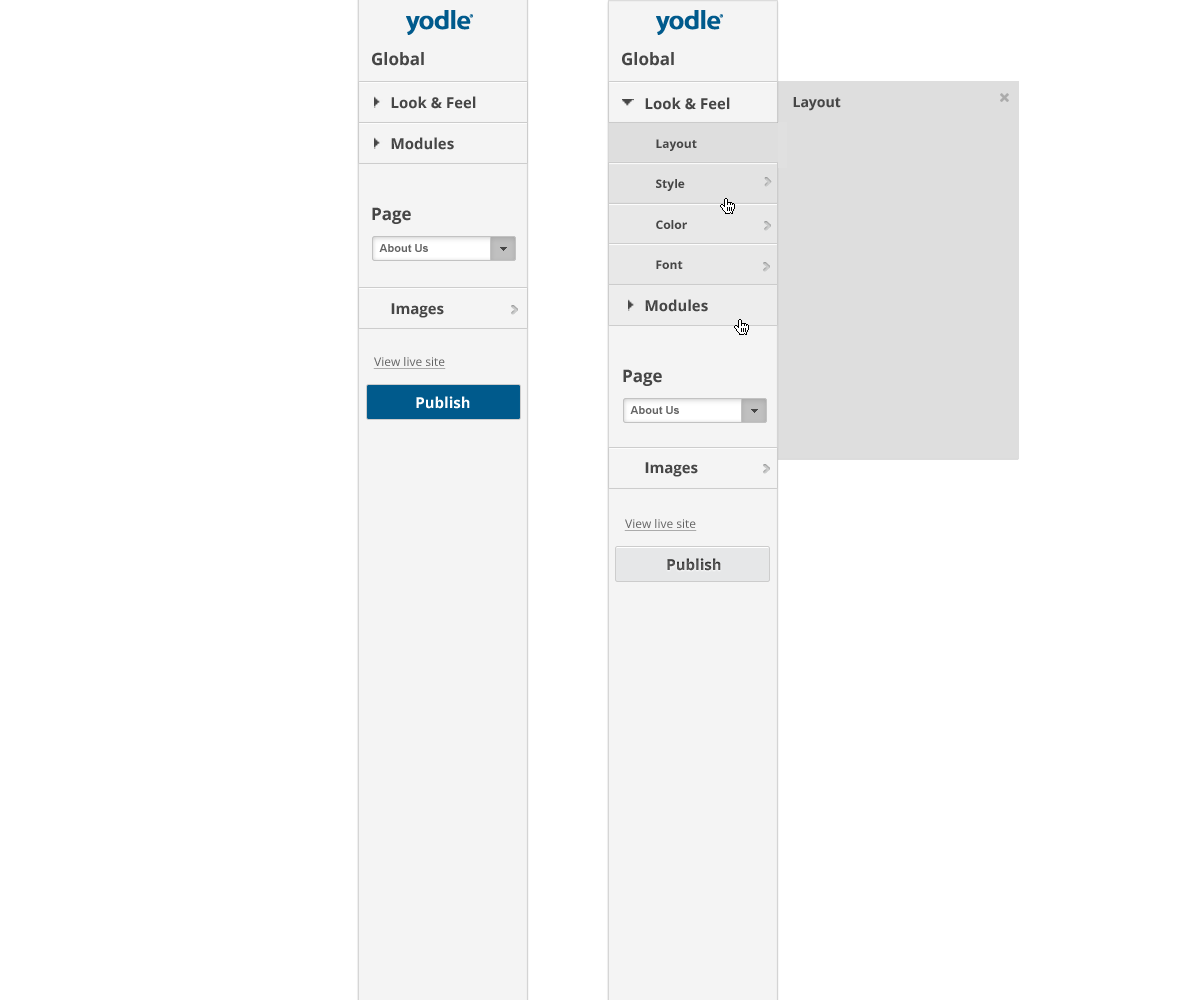 yodle
Global
Look & Feel
Modules
Page
About Us
Images
View live site
Publish
yodle
Global
Look & Feel
Layout
Style
Color
Font
Modules
Page
About Us
Images
View live site
Publish
Layout